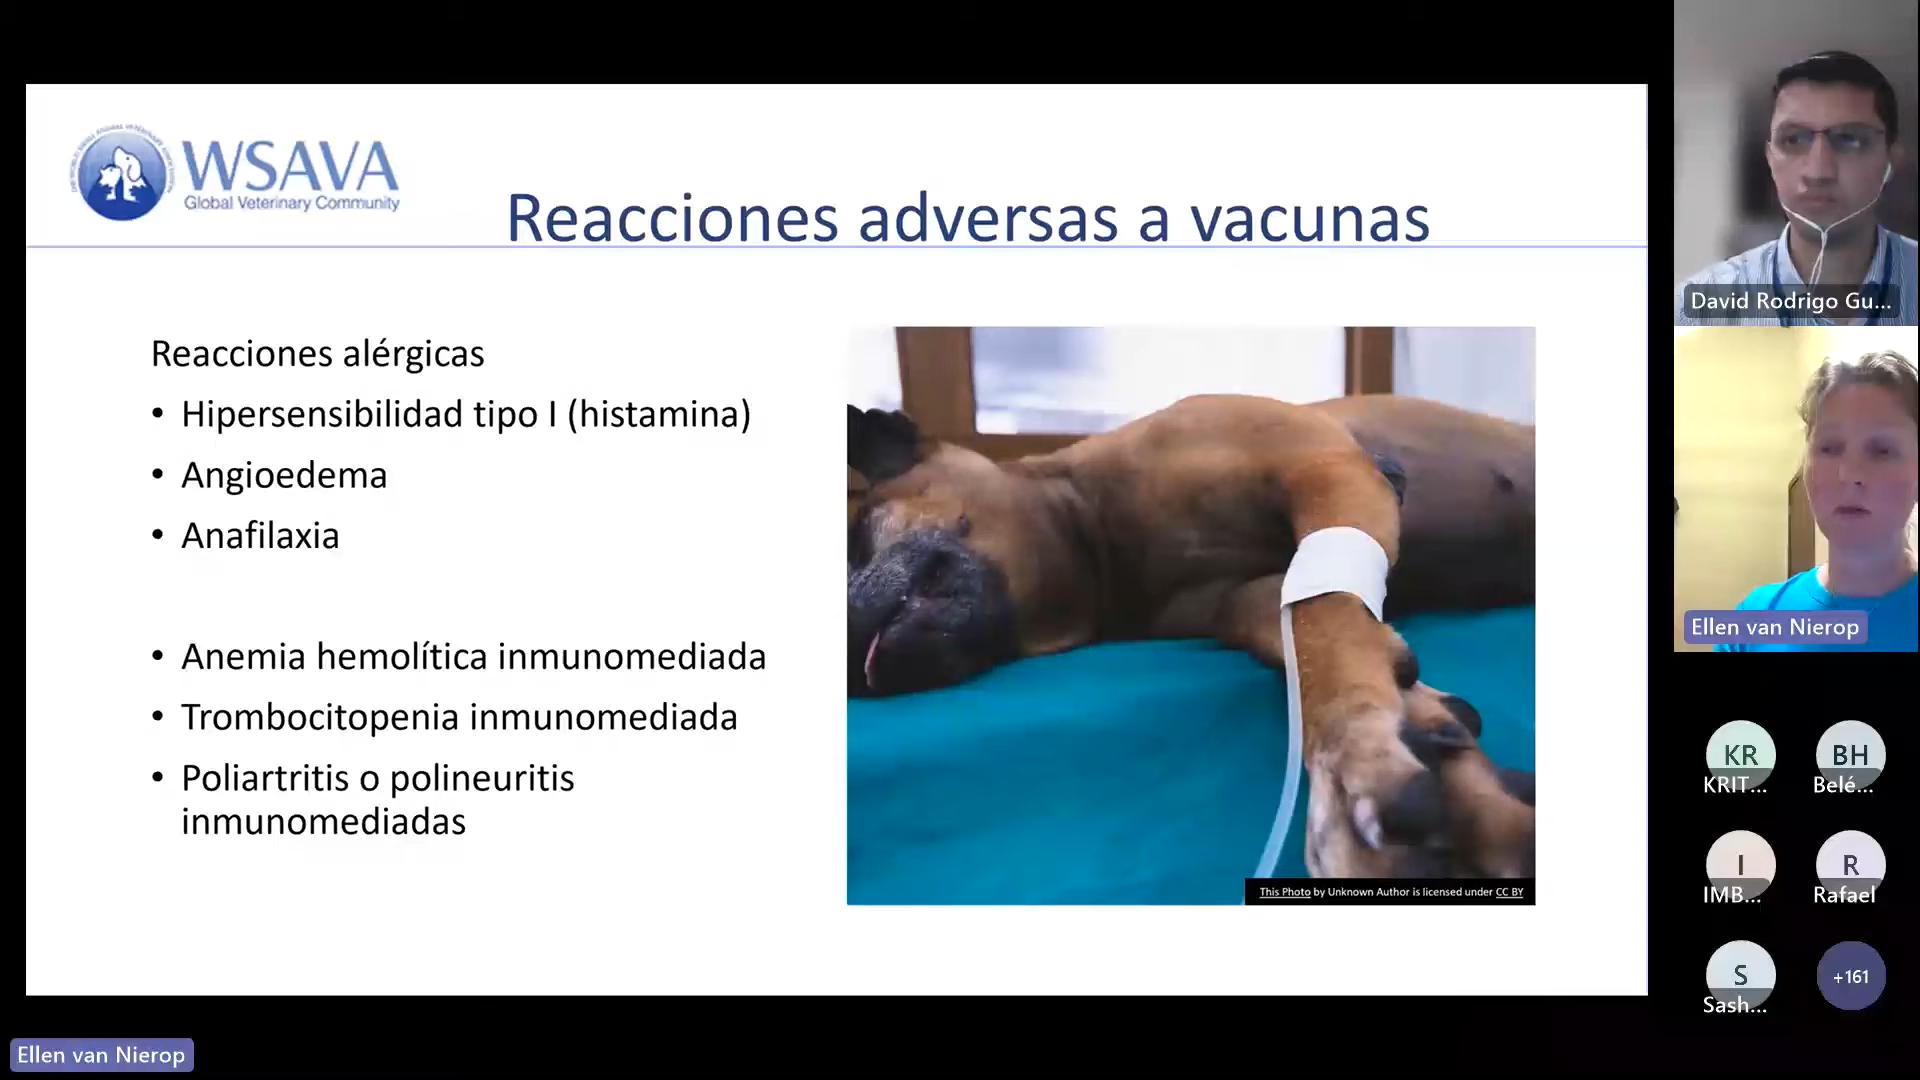 WSAVA
Global Veterinary Community
Reacciones adversas a vacunas
Reacciones alérgicas
• Hipersensibilidad tipo I (histamina)
• Angioedema
• Anafilaxia
• Anemia hemolítica inmunomediada
• Trombocitopenia inmunomediada
• Poliartritis o polineuritis
inmunomediadas
This Photo by Unknown Author is licensed under CC BY
David Rodrigo Gu...
Ellen van Nierop
KR
KRIT...
BH
Belé...
I
IMB...
R
Rafael
S
Sash...
+161
Ellen van Nierop